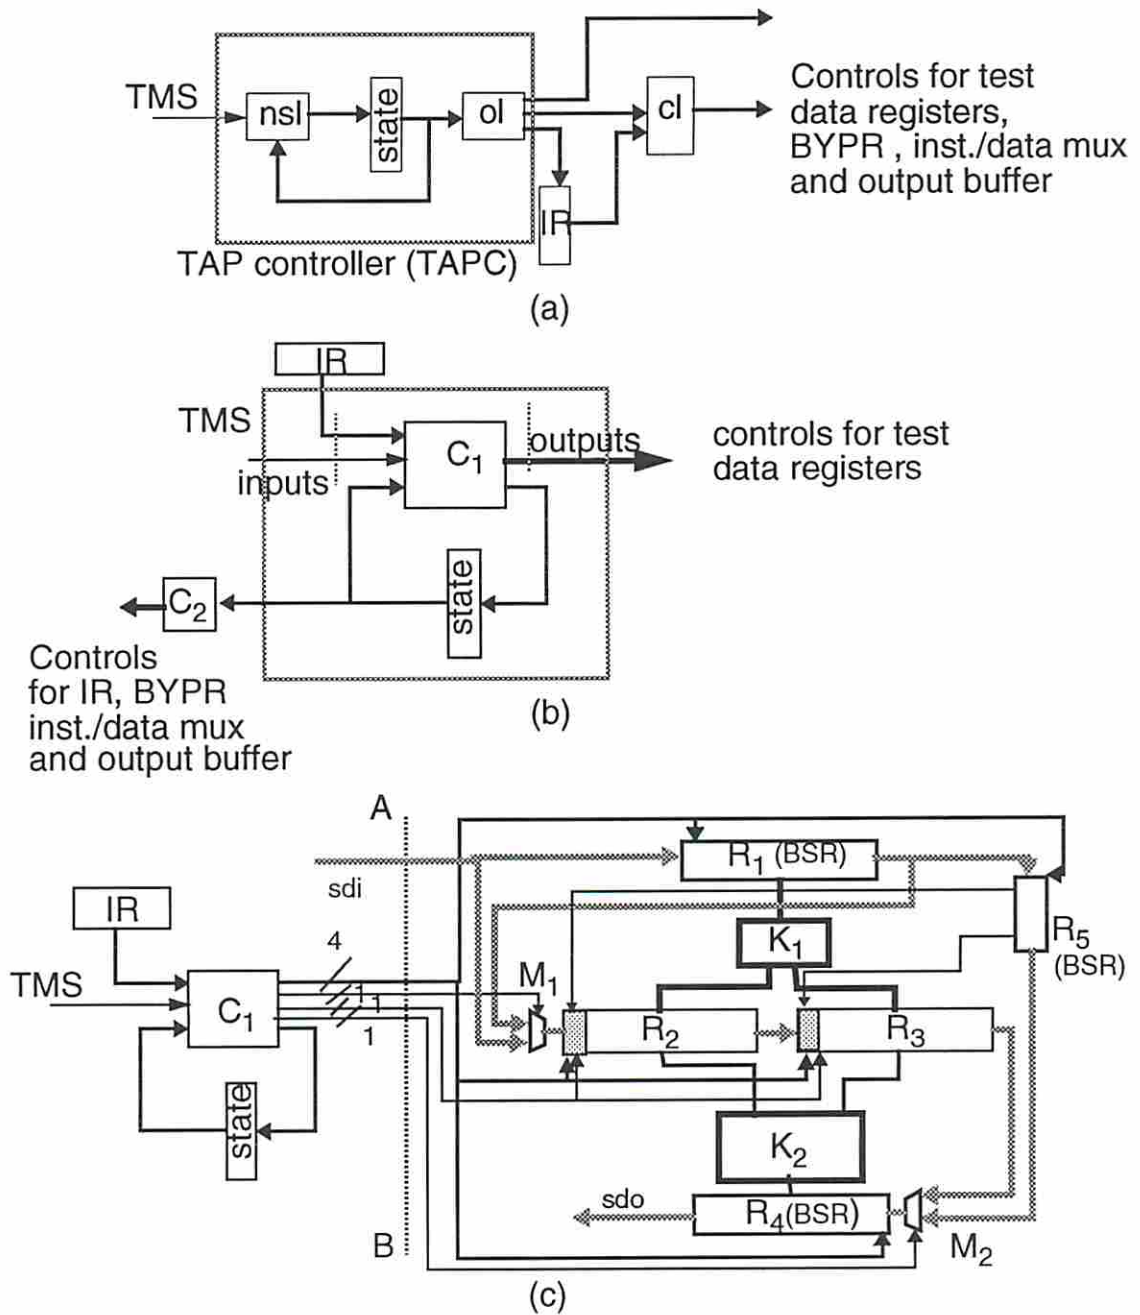 TMS
nsl
state
ol
IR
cl
Controls for test
data registers,
BYPR , inst./data mux
and output buffer
TAP controller (TAPC)
(a)
IR
TMS
inputs
C1
outputs
controls for test
data registers
state
C2
Controls
for IR, BYPR
inst./data mux
and output buffer
(b)
A
sdi
IR
TMS
C1
state
4
1
1
1
M1
R1 (BSR)
K1
R5
(BSR)
R2
R3
K2
sdo
R4(BSR)
M2
B
(c)